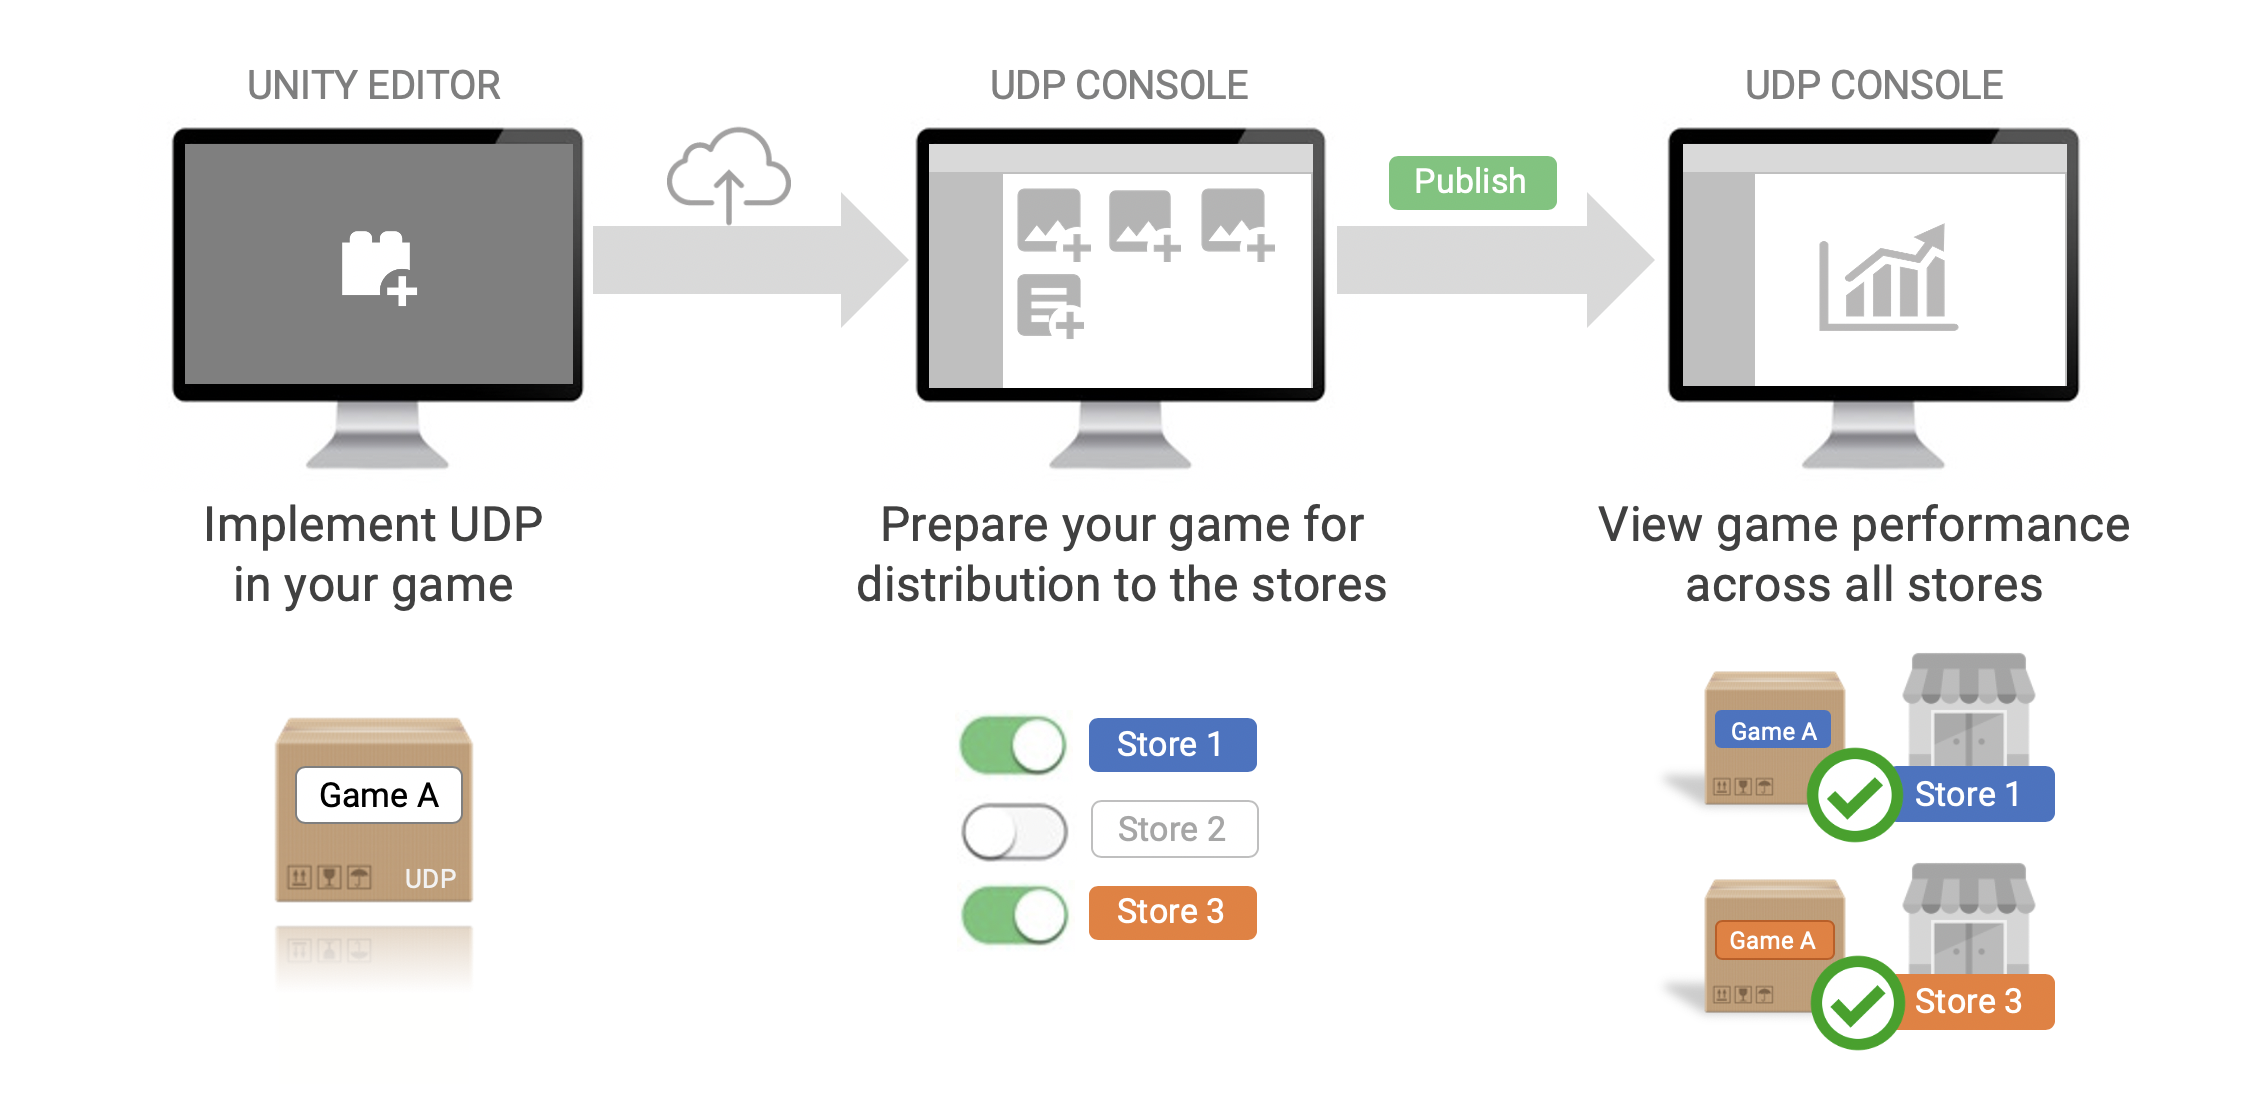 UNITY EDITOR
UDP CONSOLE
UDP CONSOLE
Publish
Implement UDP
in your game
Prepare your game for
distribution to the stores
View game performance
across all stores
Game A
UDP
Store 1
Store 2
Store 3
Game A
Store 1
Game A
Store 3